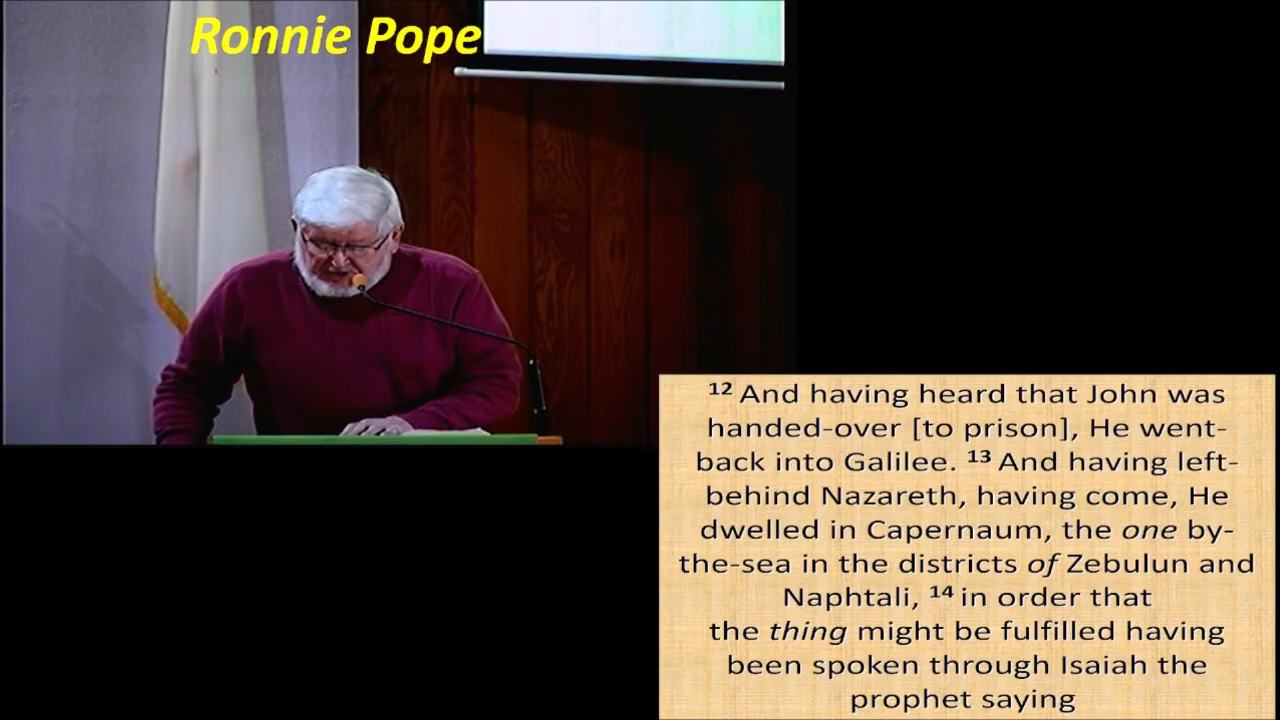 Ronnie Pope
¹² And having heard that John was
handed-over [to prison], He went-
back into Galilee. ¹³ And having left-
behind Nazareth, having come, He
dwelled in Capernaum, the one by-
the-sea in the districts of Zebulun and
Naphtali, ¹⁴ in order that
the thing might be fulfilled having
been spoken through Isaiah the
prophet saying